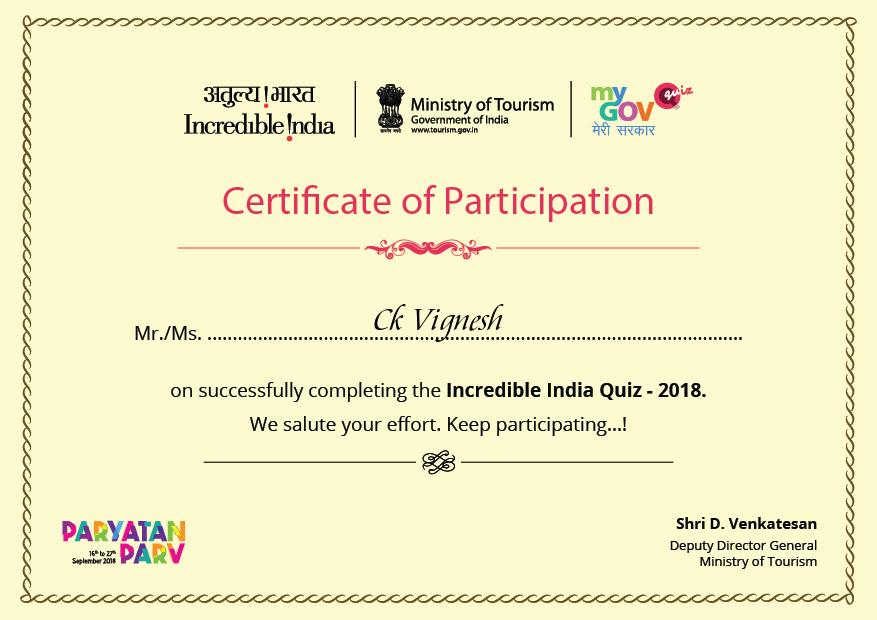 अतुल्य!भारत
Incredible!ndia
सत्यमेव जयते
Ministry of Tourism
Government of India
www.tourism.gov.in
my GOV quiz
मेरी सरकार
Certificate of Participation
Mr./Ms. Ck Vignesh
on successfully completing the Incredible India Quiz - 2018.
We salute your effort. Keep participating...!
PARYATAN
16th to 27th
September 2018
PARV
Shri D. Venkatesan
Deputy Director General
Ministry of Tourism